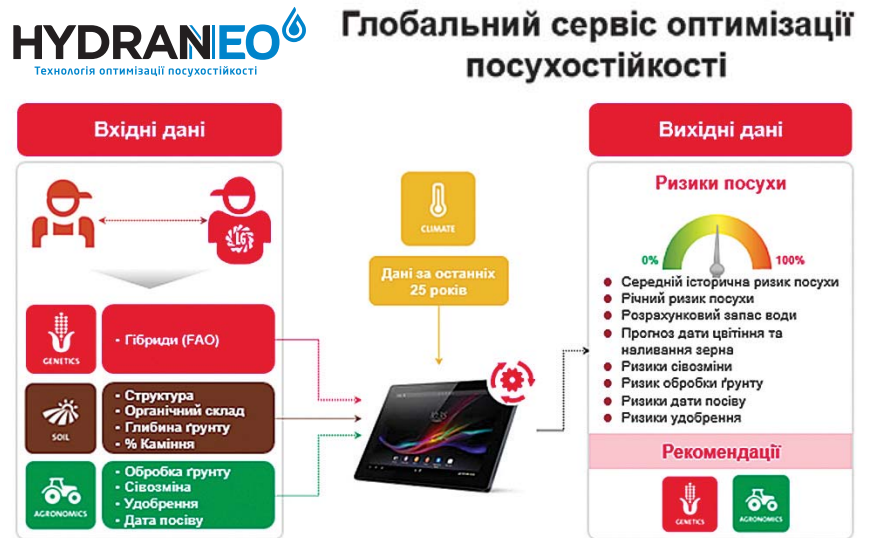 HYDRANEO
Технологія оптимізації посухостійкості
Глобальний сервіс оптимізації
посухостійкості
Вхідні дані
LG
GENETICS
- Гібриди (FAO)
SOIL
- Структура
- Органічний склад
- Глибина ґрунту
- % Каміння
AGRONOMICS
- Обробка ґрунту
- Сівозміна
- Удобрення
- Дата посіву
CLIMATE
Дані за останніх
25 років
Вихідні дані
Ризики посухи
0%
100%
Середній історична ризик посухи
Річний ризик посухи
Розрахунковий запас води
Прогноз дати цвітіння та
наливання зерна
Ризики сівозміни
Ризик обробки ґрунту
Ризики дати посіву
Ризики удобрення
Рекомендації
GENETICS
AGRONOMICS